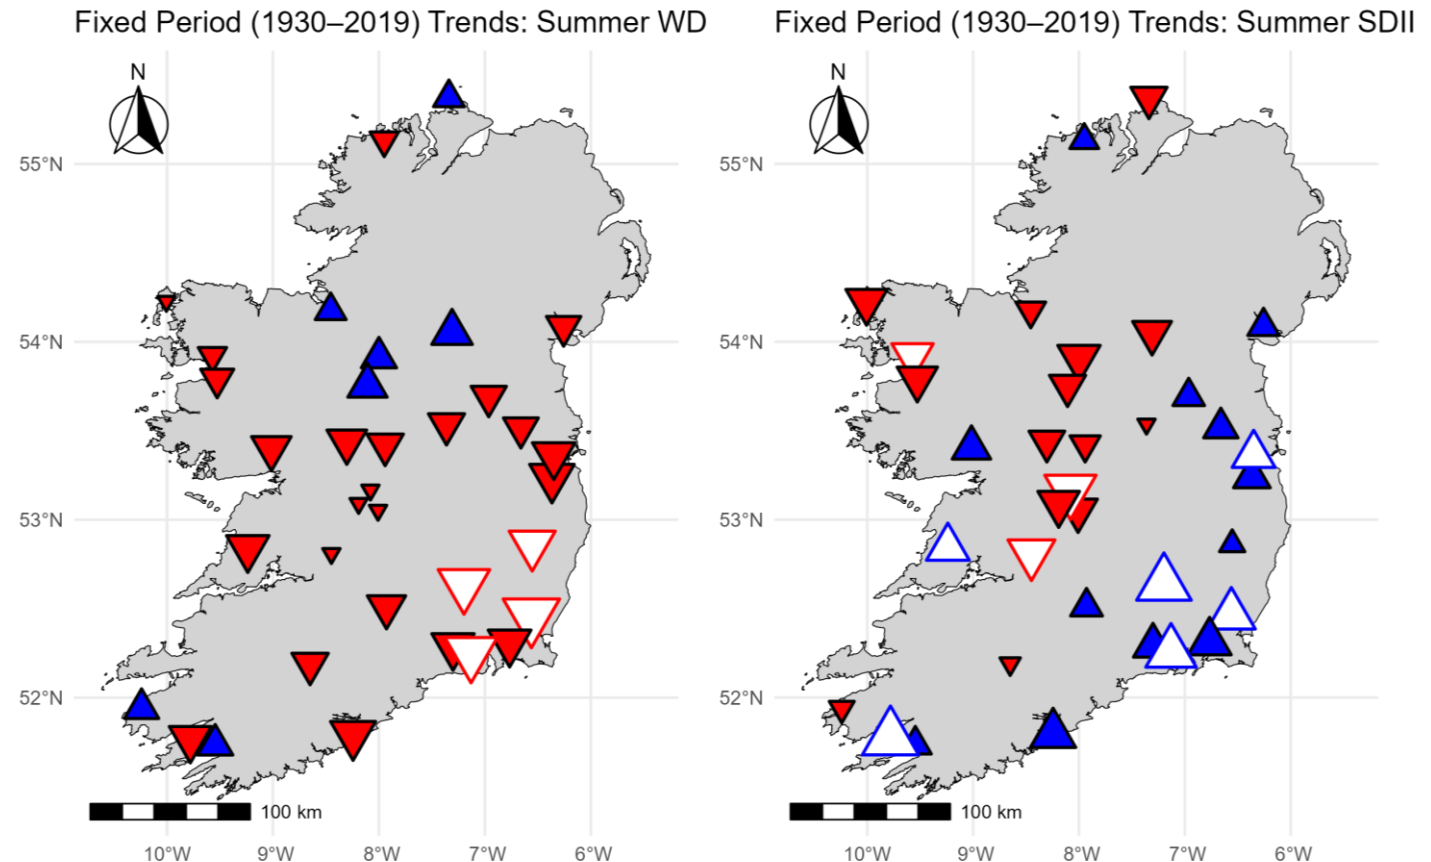 Fixed Period (1930–2019) Trends: Summer WD
N
55°N
54°N
53°N
52°N
100 km
10°W 9°W 8°W 7°W 6°W
Fixed Period (1930–2019) Trends: Summer SDII
N
55°N
54°N
53°N
52°N
100 km
10°W 9°W 8°W 7°W 6°W